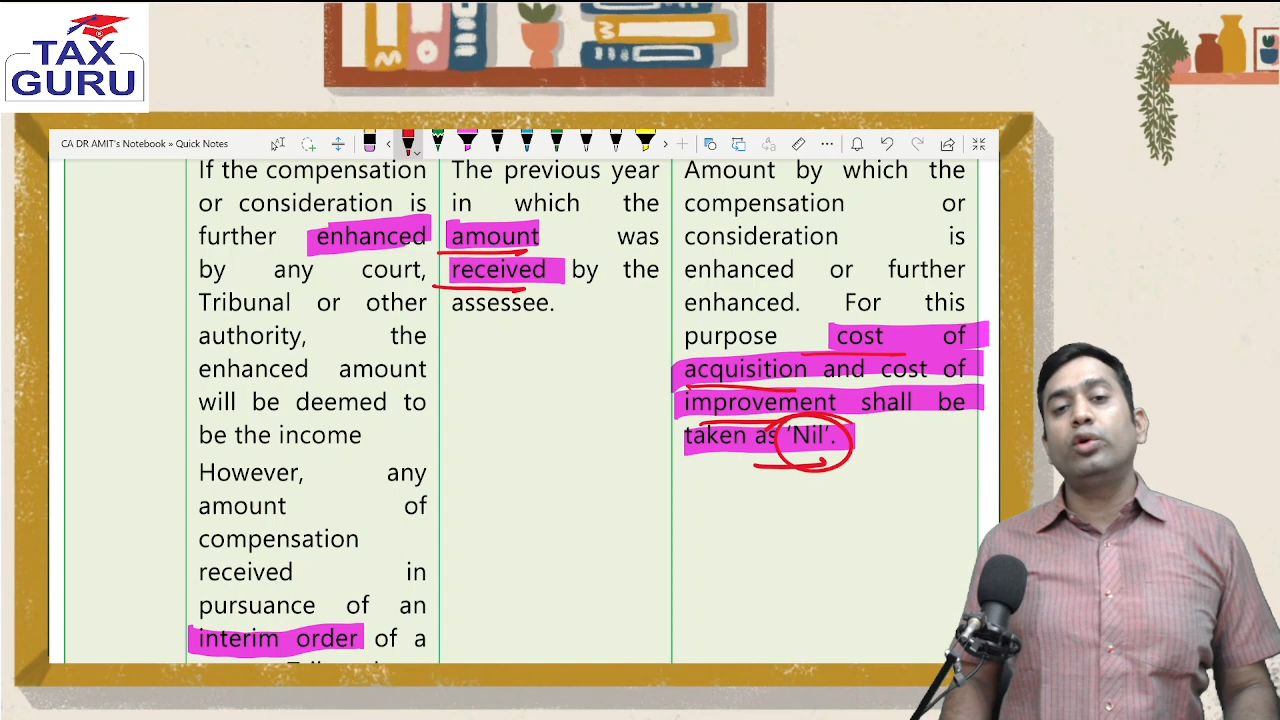 TAX
GURU
CA DR AMIT's Notebook » Quick Notes
If the compensation
or consideration is
further enhanced
by any court,
Tribunal or other
authority, the
enhanced amount
will be deemed to
be the income
However, any
amount of
compensation
received in
pursuance of an
interim order of a
The previous year
in which the
amount was
received by the
assessee.
Amount by which the
compensation or
consideration is
enhanced or further
enhanced. For this
purpose cost of
acquisition and cost of
improvement shall be
taken as ‘Nil’.